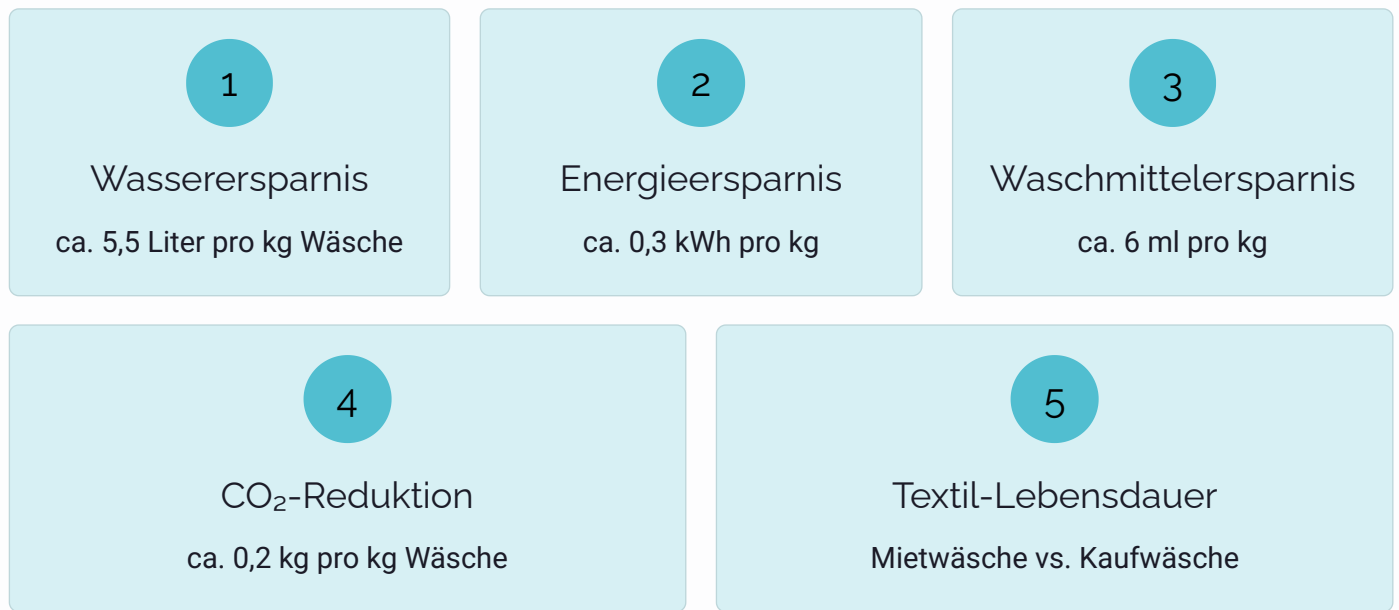 1
Wasserersparnis
ca. 5,5 Liter pro kg Wäsche
2
Energieersparnis
ca. 0,3 kWh pro kg
3
Waschmittelersparnis
ca. 6 ml pro kg
4
CO₂-Reduktion
ca. 0,2 kg pro kg Wäsche
5
Textil-Lebensdauer
Mietwäsche vs. Kaufwäsche